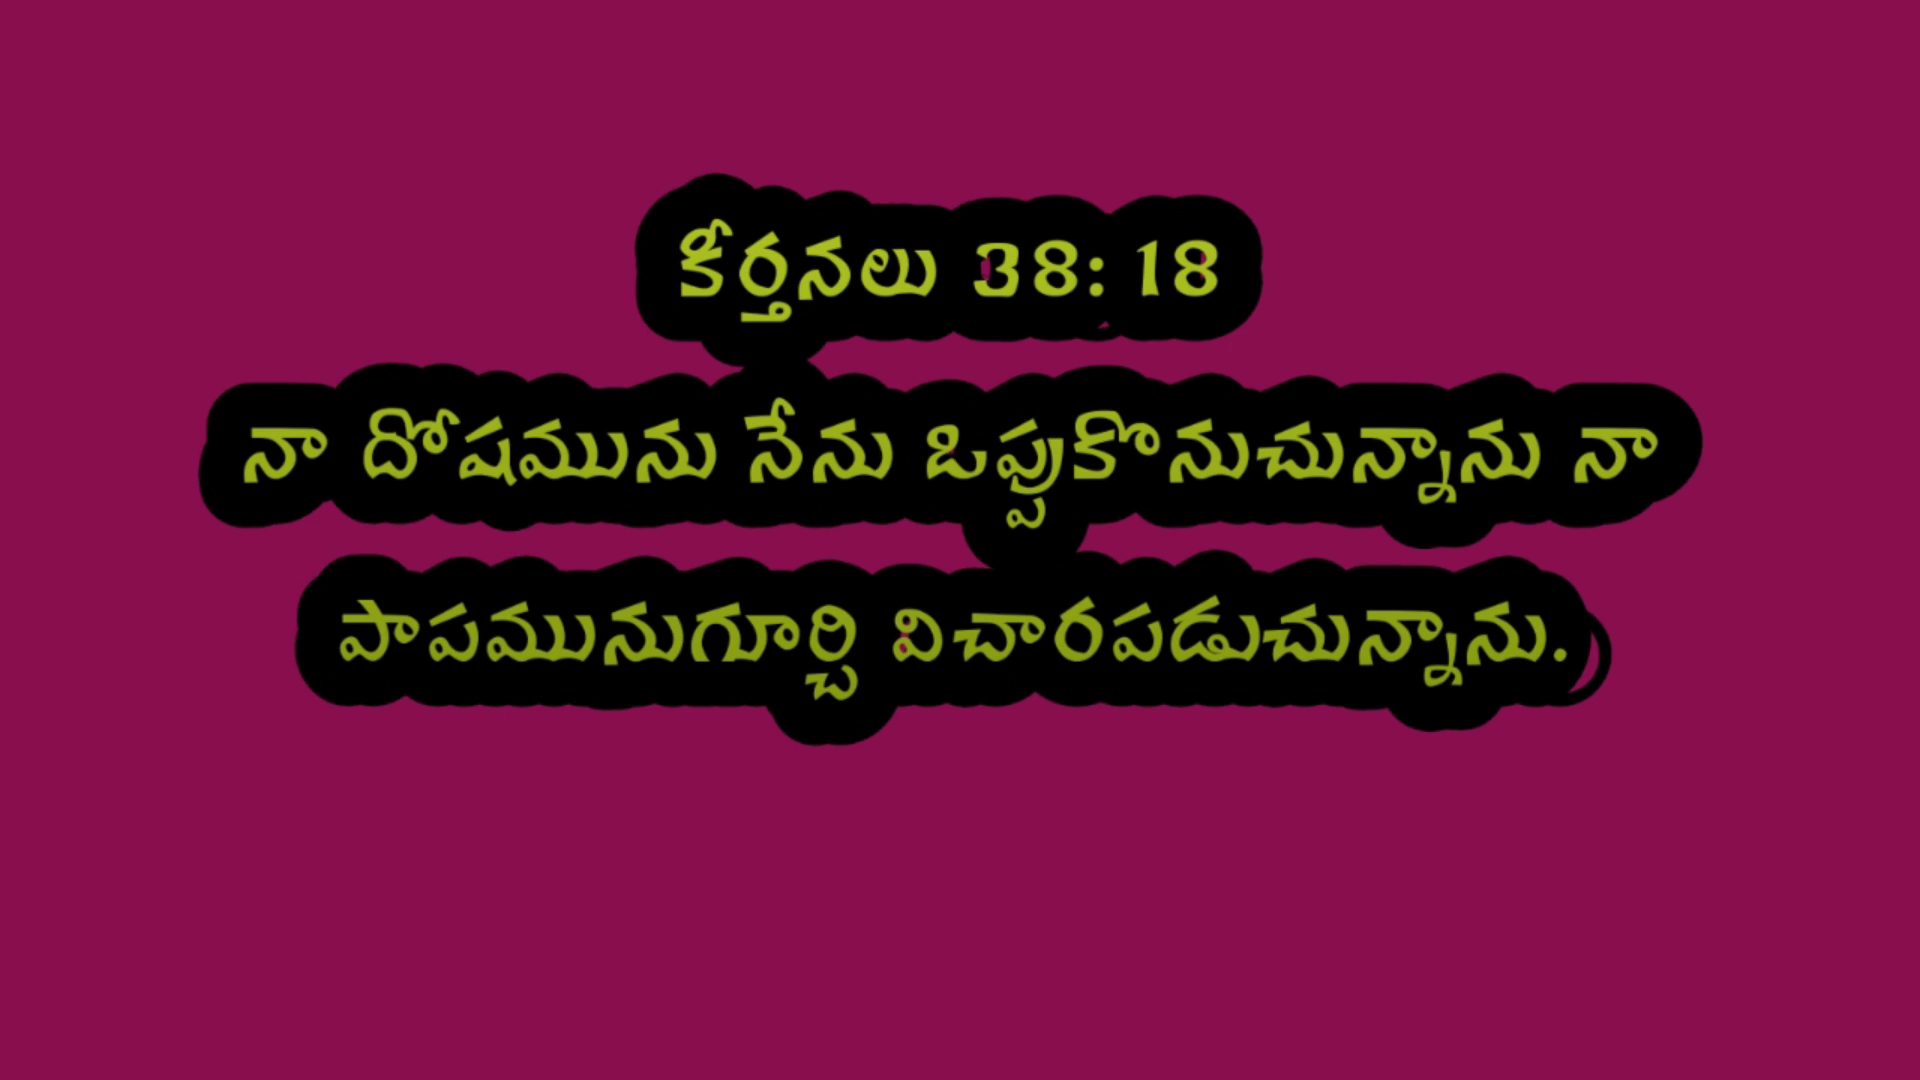 కీర్తనలు 38: 18
నా దోషమును నేను ఒప్పుకొనుచున్నాను నా
పాపమునుగూర్చి విచారపడుచున్నాను.